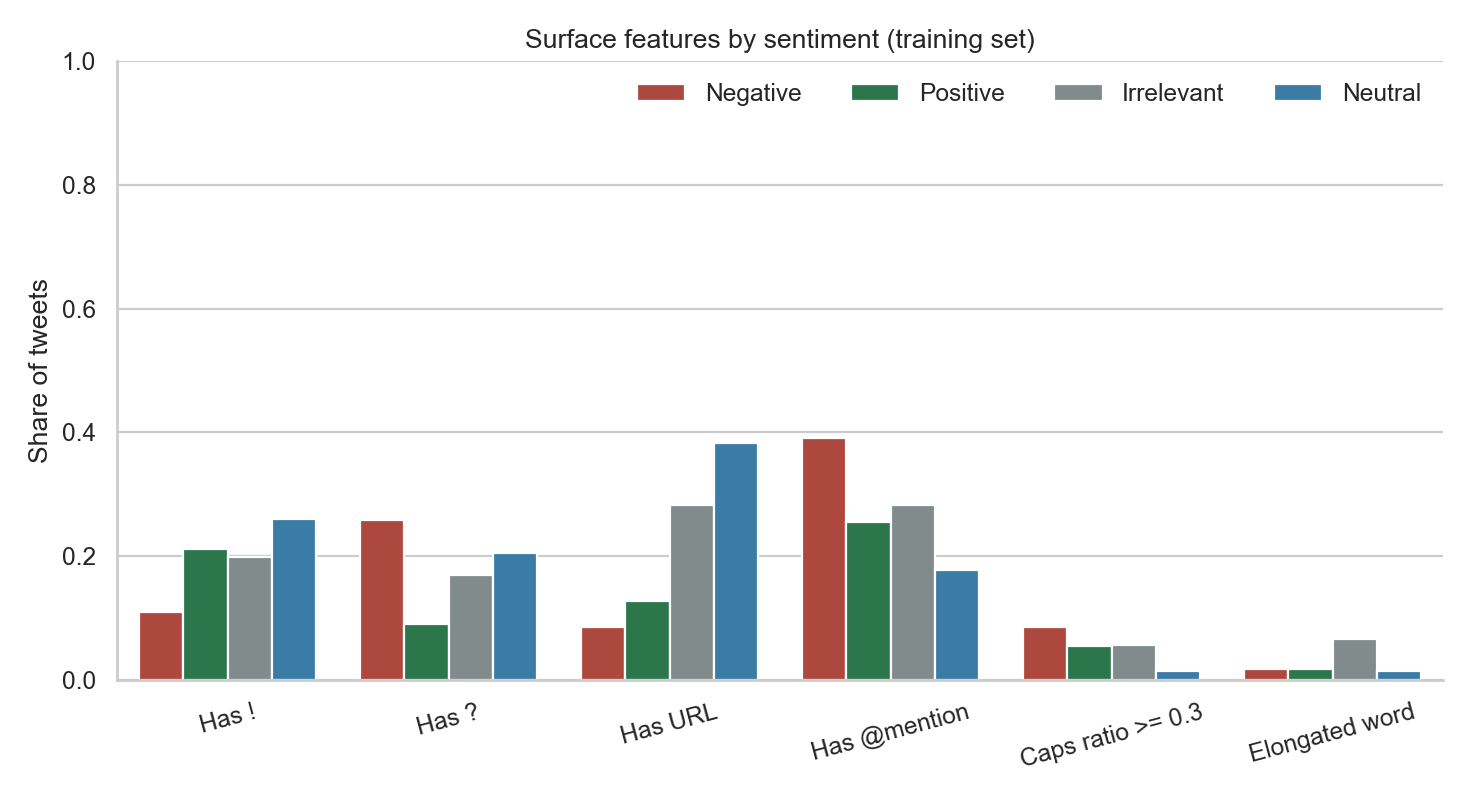 Surface features by sentiment (training set)
Negative Positive Irrelevant Neutral
Share of tweets
1.0
0.8
0.6
0.4
0.2
0.0
Has !
Has ?
Has URL
Has @mention
Caps ratio >= 0.3
Elongated word